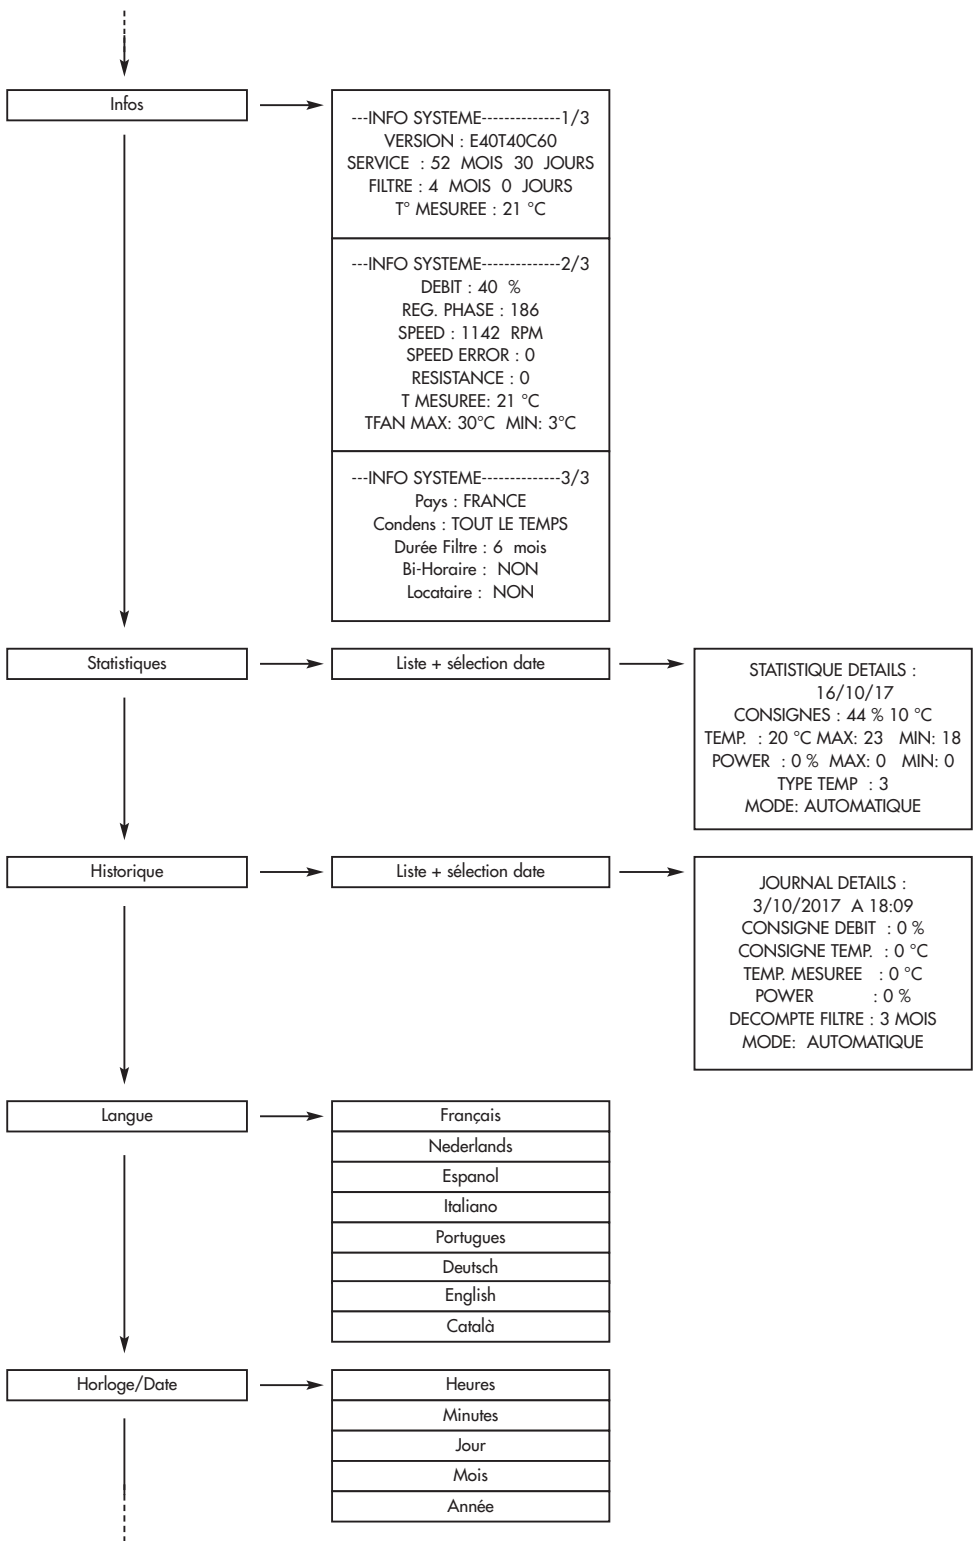 Infos
---INFO SYSTEME--------------1/3
VERSION : E40T40C60
SERVICE : 52 MOIS 30 JOURS
FILTRE : 4 MOIS 0 JOURS
T° MESUREE : 21 °C
---INFO SYSTEME--------------2/3
DEBIT : 40 %
REG. PHASE : 186
SPEED : 1142 RPM
SPEED ERROR : 0
RESISTANCE : 0
T MESUREE: 21 °C
TFAN MAX: 30°C MIN: 3°C
---INFO SYSTEME--------------3/3
Pays : FRANCE
Condens : TOUT LE TEMPS
Durée Filtre : 6 mois
Bi-Horaire : NON
Locataire : NON
Statistiques
Liste + sélection date
STATISTIQUE DETAILS :
16/10/17
CONSIGNES : 44 % 10 °C
TEMP. : 20 °C MAX: 23 MIN: 18
POWER : 0 % MAX: 0 MIN: 0
TYPE TEMP : 3
MODE: AUTOMATIQUE
Historique
Liste + sélection date
JOURNAL DETAILS :
3/10/2017 A 18:09
CONSIGNE DEBIT : 0 %
CONSIGNE TEMP. : 0 °C
TEMP. MESUREE : 0 °C
POWER : 0 %
DECOMPTE FILTRE : 3 MOIS
MODE: AUTOMATIQUE
Langue
Français
Nederlands
Espanol
Italiano
Portugues
Deutsch
English
Català
Horloge/Date
Heures
Minutes
Jour
Mois
Année